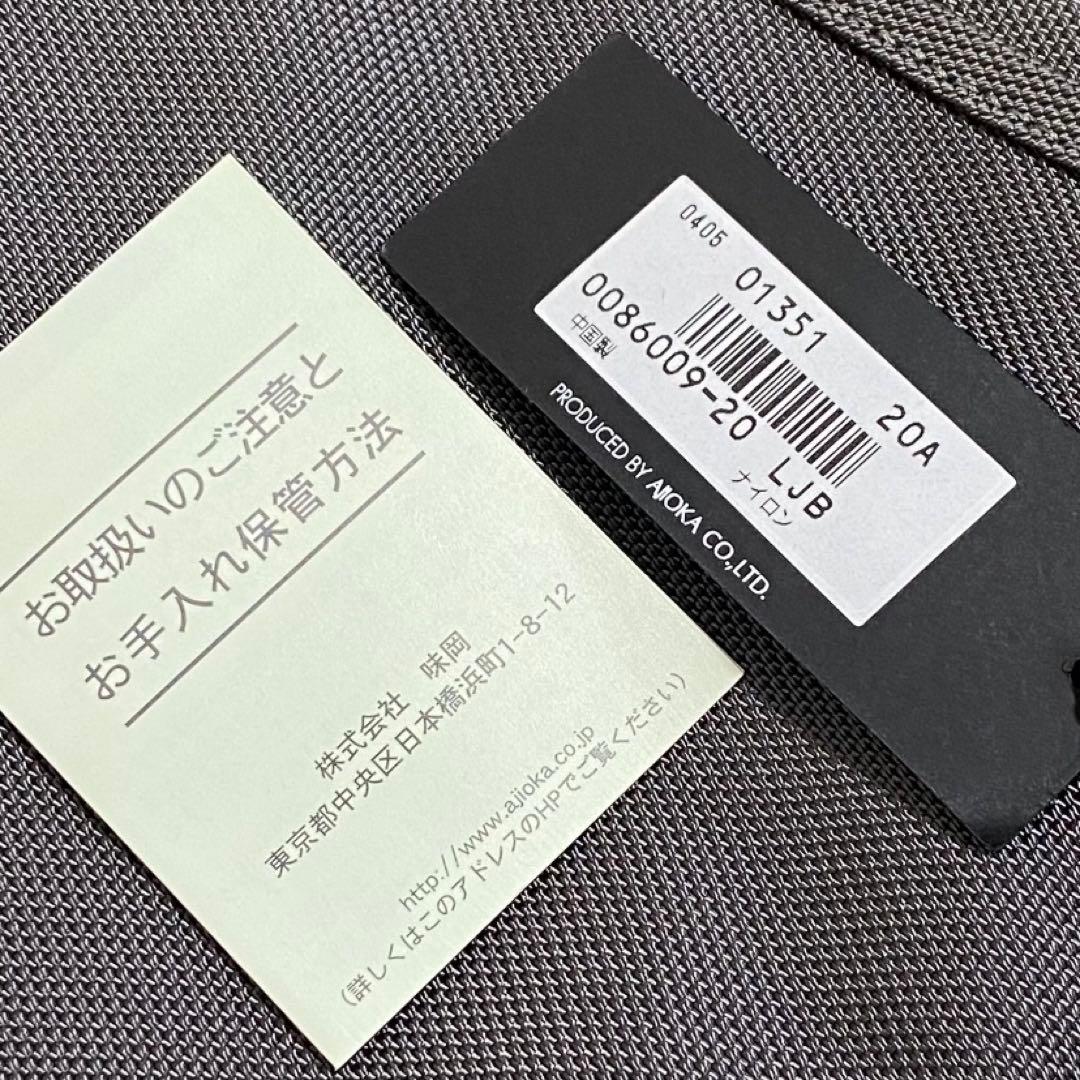 お取扱いのご注意と
お手入れ保管方法
株式会社 味岡
東京都中央区日本橋浜町1-8-12
http://www.ajioka.co.jp
(詳しくはこのアドレスのHPでご覧ください)
0405
01351 20A
0086009-20 LJB
中国製 ナイロン
PRODUCED BY AJIOKA CO.,LTD.